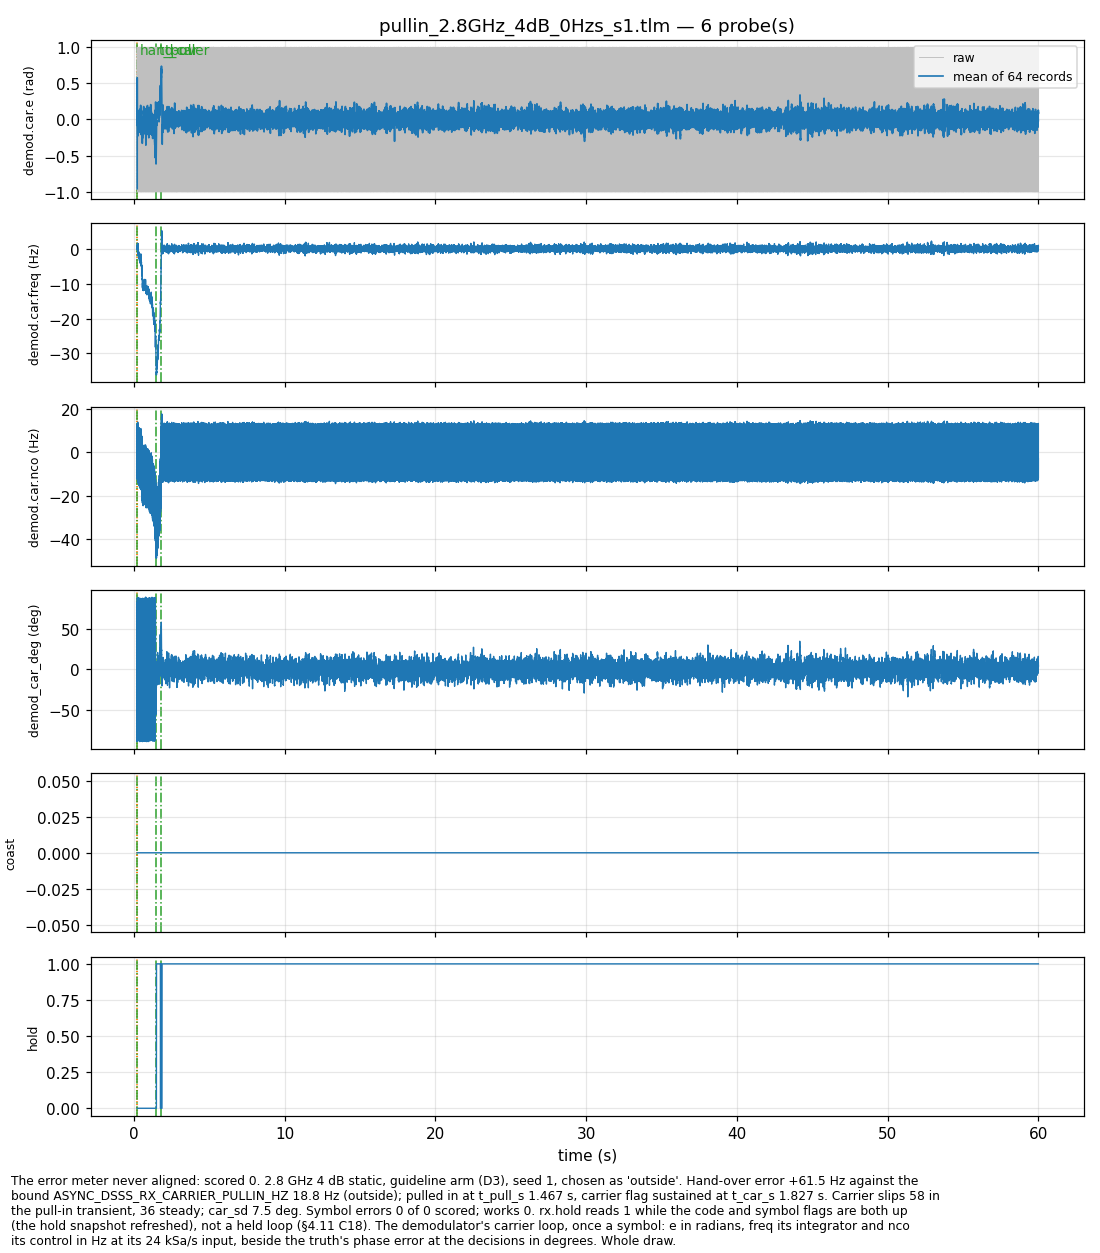 pullin_2.8GHz_4dB_0Hzs_s1.tlm — 6 probe(s)
demod.car.e (rad)
1.0
0.5
0.0
−0.5
−1.0
raw
mean of 64 records
demod.car.freq (Hz)
0
−10
−20
−30
demod.car.nco (Hz)
20
0
−20
−40
demod_car_deg (deg)
50
0
−50
coast
0.050
0.025
0.000
−0.025
−0.050
hold
1.00
0.75
0.50
0.25
0.00
0 10 20 30 40 50 60
time (s)
The error meter never aligned: scored 0. 2.8 GHz 4 dB static, guideline arm (D3), seed 1, chosen as 'outside'. Hand-over error +61.5 Hz against the
bound ASYNC_DSSS_RX_CARRIER_PULLIN_HZ 18.8 Hz (outside); pulled in at t_pull_s 1.467 s, carrier flag sustained at t_car_s 1.827 s. Carrier slips 58 in
the pull-in transient, 36 steady; car_sd 7.5 deg. Symbol errors 0 of 0 scored; works 0. rx.hold reads 1 while the code and symbol flags are both up
(the hold snapshot refreshed), not a held loop (§4.11 C18). The demodulator's carrier loop, once a symbol: e in radians, freq its integrator and nco
its control in Hz at its 24 kSa/s input, beside the truth's phase error at the decisions in degrees. Whole draw.